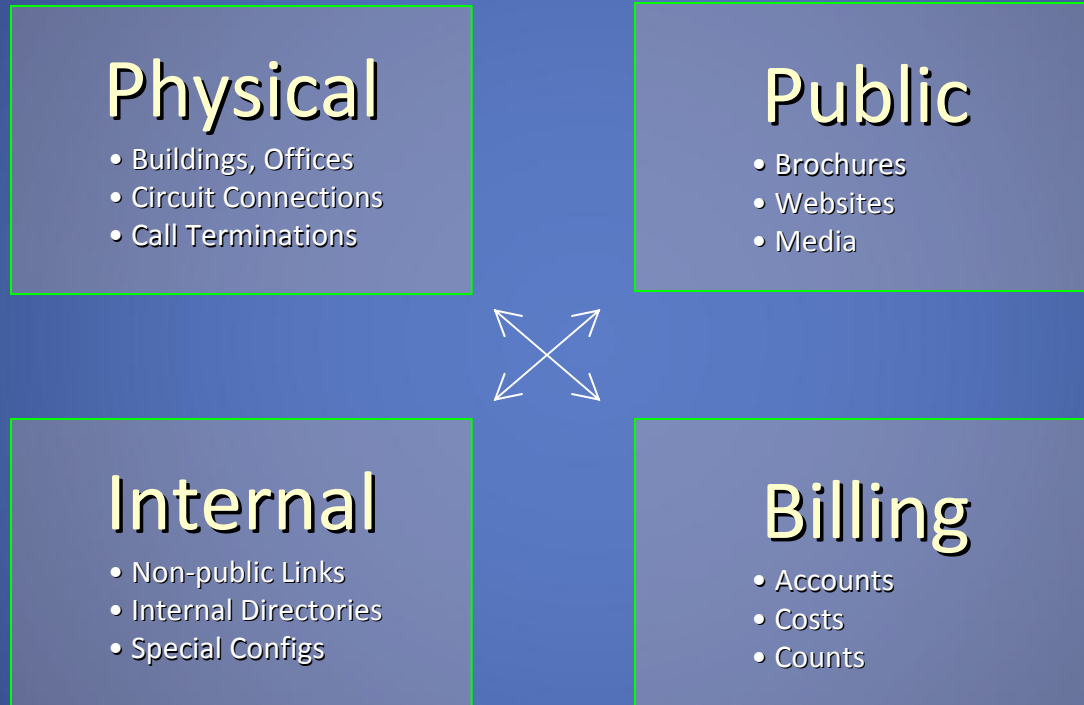 Physical
• Buildings, Offices
• Circuit Connections
• Call Terminations
Public
• Brochures
• Websites
• Media
Internal
• Non-public Links
• Internal Directories
• Special Configs
Billing
• Accounts
• Costs
• Counts